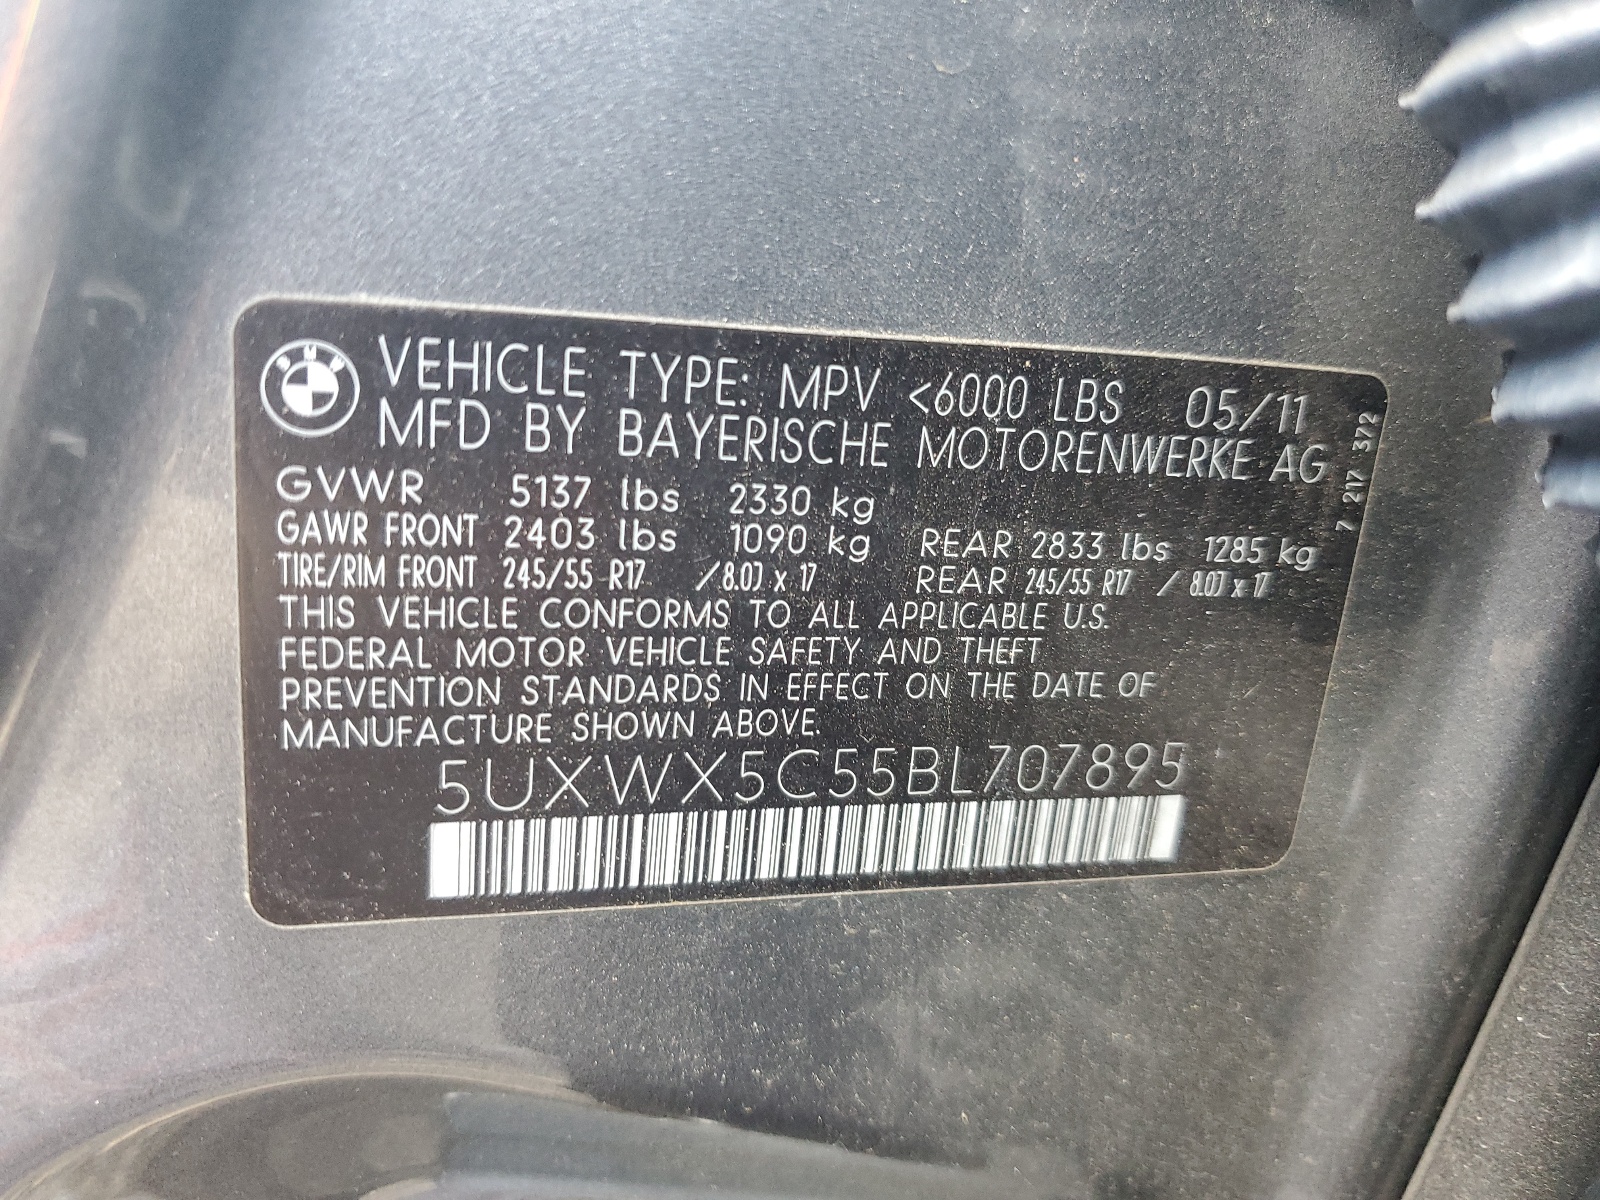 BMW VEHICLE TYPE: MPV <6000 LBS 05/11
MFD BY BAYERISCHE MOTORENWERKE AG
GVWR 5137 lbs 2330 kg
GAWR FRONT 2403 lbs 1090 kg REAR 2833 lbs 1285 kg
TIRE/RIM FRONT 245/55 R17 / 8.0J x 17 REAR 245/55 R17 / 8.0J x 17
THIS VEHICLE CONFORMS TO ALL APPLICABLE U.S.
FEDERAL MOTOR VEHICLE SAFETY AND THEFT
PREVENTION STANDARDS IN EFFECT ON THE DATE OF
MANUFACTURE SHOWN ABOVE.
5UXWX5C55BL707895
7 217 372